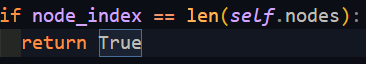 if node_index == len(self.nodes):
return True